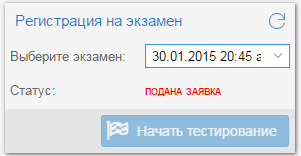 Регистрация на экзамен
Выберите экзамен: 30.01.2015 20:45 а
Статус: ПОДАНА ЗАЯВКА
Начать тестирование